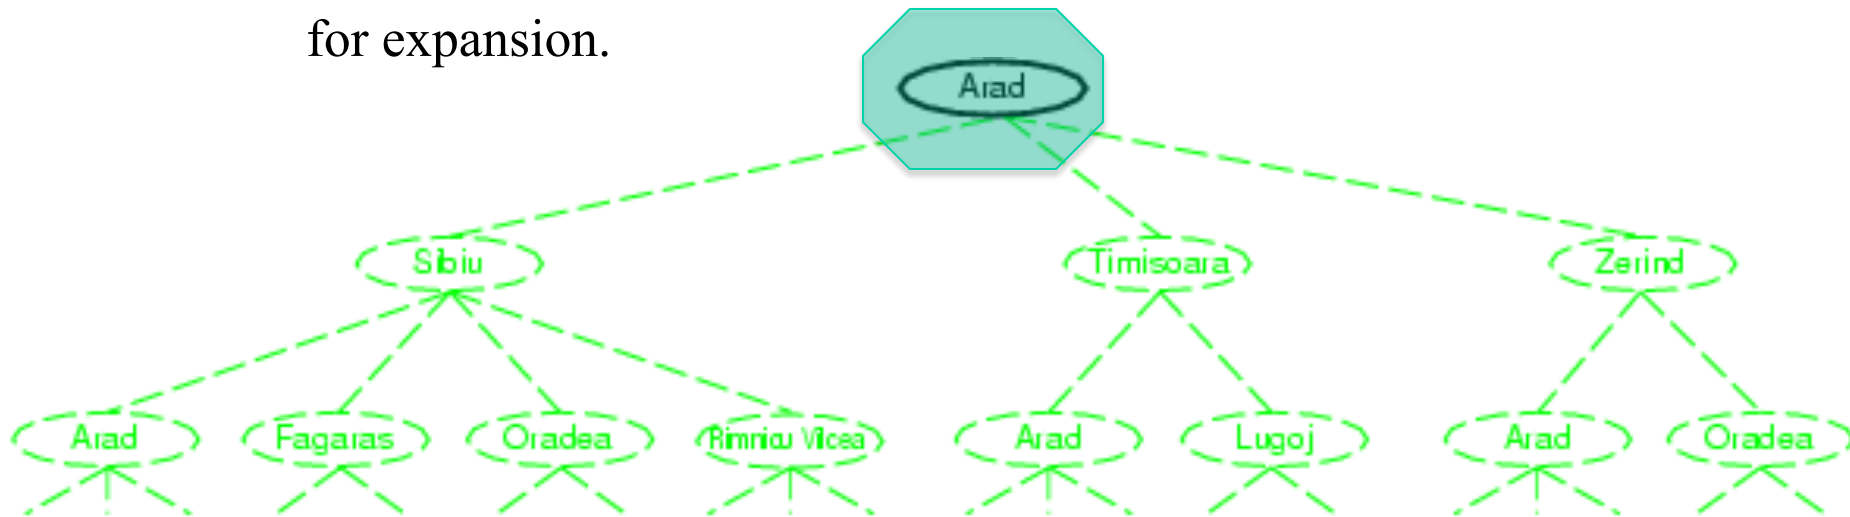 for expansion.
Arad
Sibiu Timisoara Zerind
Arad Fagaras Oradea Rimnicu Vilcea Arad Lugoj Arad Oradea